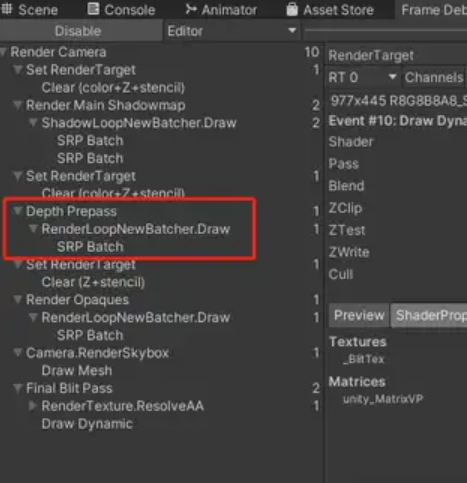 Scene Console Animator Asset Store Frame Deb
Disable Editor
Render Camera 10
Set RenderTarget 1
Clear (color+Z+stencil)
Render Main Shadowmap 2
ShadowLoopNewBatcher.Draw 2
SRP Batch
SRP Batch
Set RenderTarget 1
Clear (color+Z+stencil)
Depth Prepass 1
RenderLoopNewBatcher.Draw 1
SRP Batch
Set RenderTarget 1
Clear (Z+stencil)
Render Opaques 1
RenderLoopNewBatcher.Draw 1
SRP Batch
Camera.RenderSkybox 1
Draw Mesh
Final Blit Pass 2
RenderTexture.ResolveAA 1
Draw Dynamic
RenderTarget
RT 0 Channels
977x445 R8G8B8A8_S
Event #10: Draw Dyna
Shader
Pass
Blend
ZClip
ZTest
ZWrite
Cull
Preview ShaderProp
Textures
_BlitTex
Matrices
unity_MatrixVP